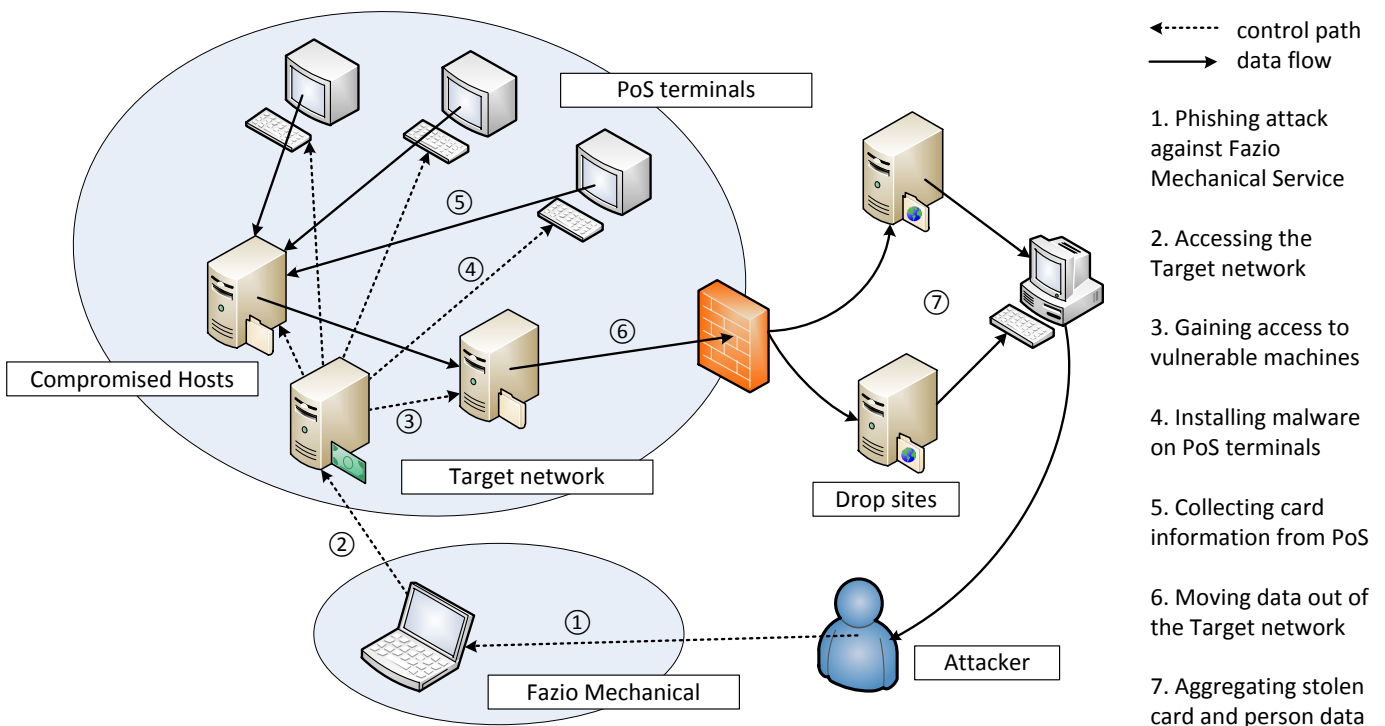 PoS terminals
⑤
④
Compromised Hosts
③
⑥
⑦
Target network
Drop sites
②
①
Fazio Mechanical
Attacker
control path
data flow
1. Phishing attack
against Fazio
Mechanical Service
2. Accessing the
Target network
3. Gaining access to
vulnerable machines
4. Installing malware
on PoS terminals
5. Collecting card
information from PoS
6. Moving data out of
the Target network
7. Aggregating stolen
card and person data